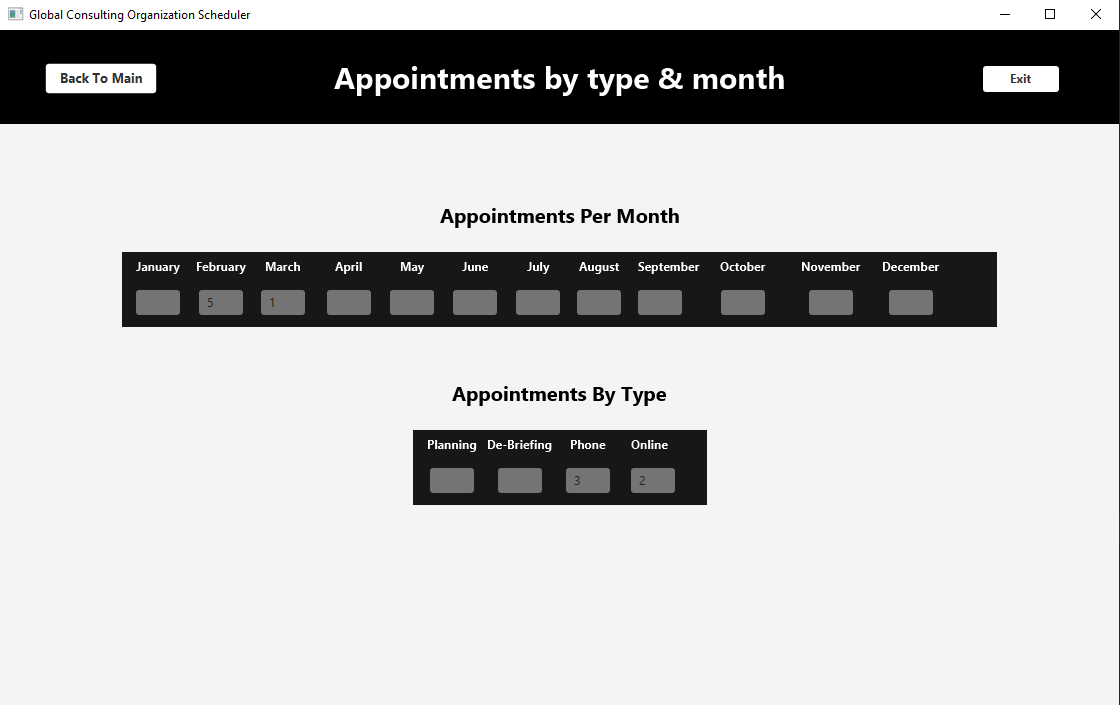 Global Consulting Organization Scheduler
Back To Main
Appointments by type & month
Exit
Appointments Per Month
January February March April May June July August September October November December
5 1
Appointments By Type
Planning De-Briefing Phone Online
3 2